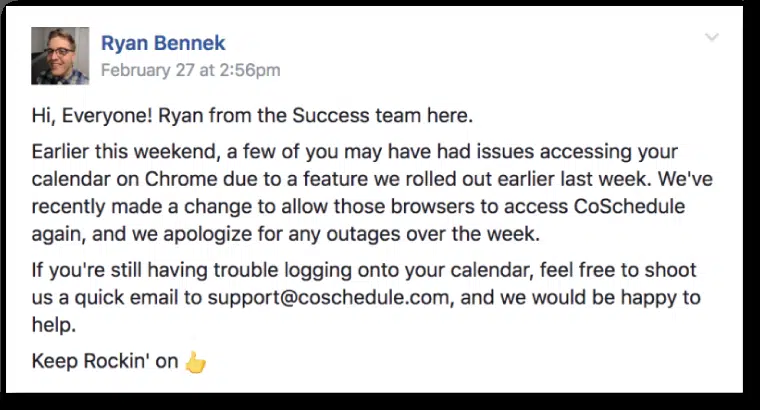 Ryan Bennek
February 27 at 2:56pm
Hi, Everyone! Ryan from the Success team here.
Earlier this weekend, a few of you may have had issues accessing your
calendar on Chrome due to a feature we rolled out earlier last week. We've
recently made a change to allow those browsers to access CoSchedule
again, and we apologize for any outages over the week.
If you're still having trouble logging onto your calendar, feel free to shoot
us a quick email to support@coschedule.com, and we would be happy to
help.
Keep Rockin' on 👍